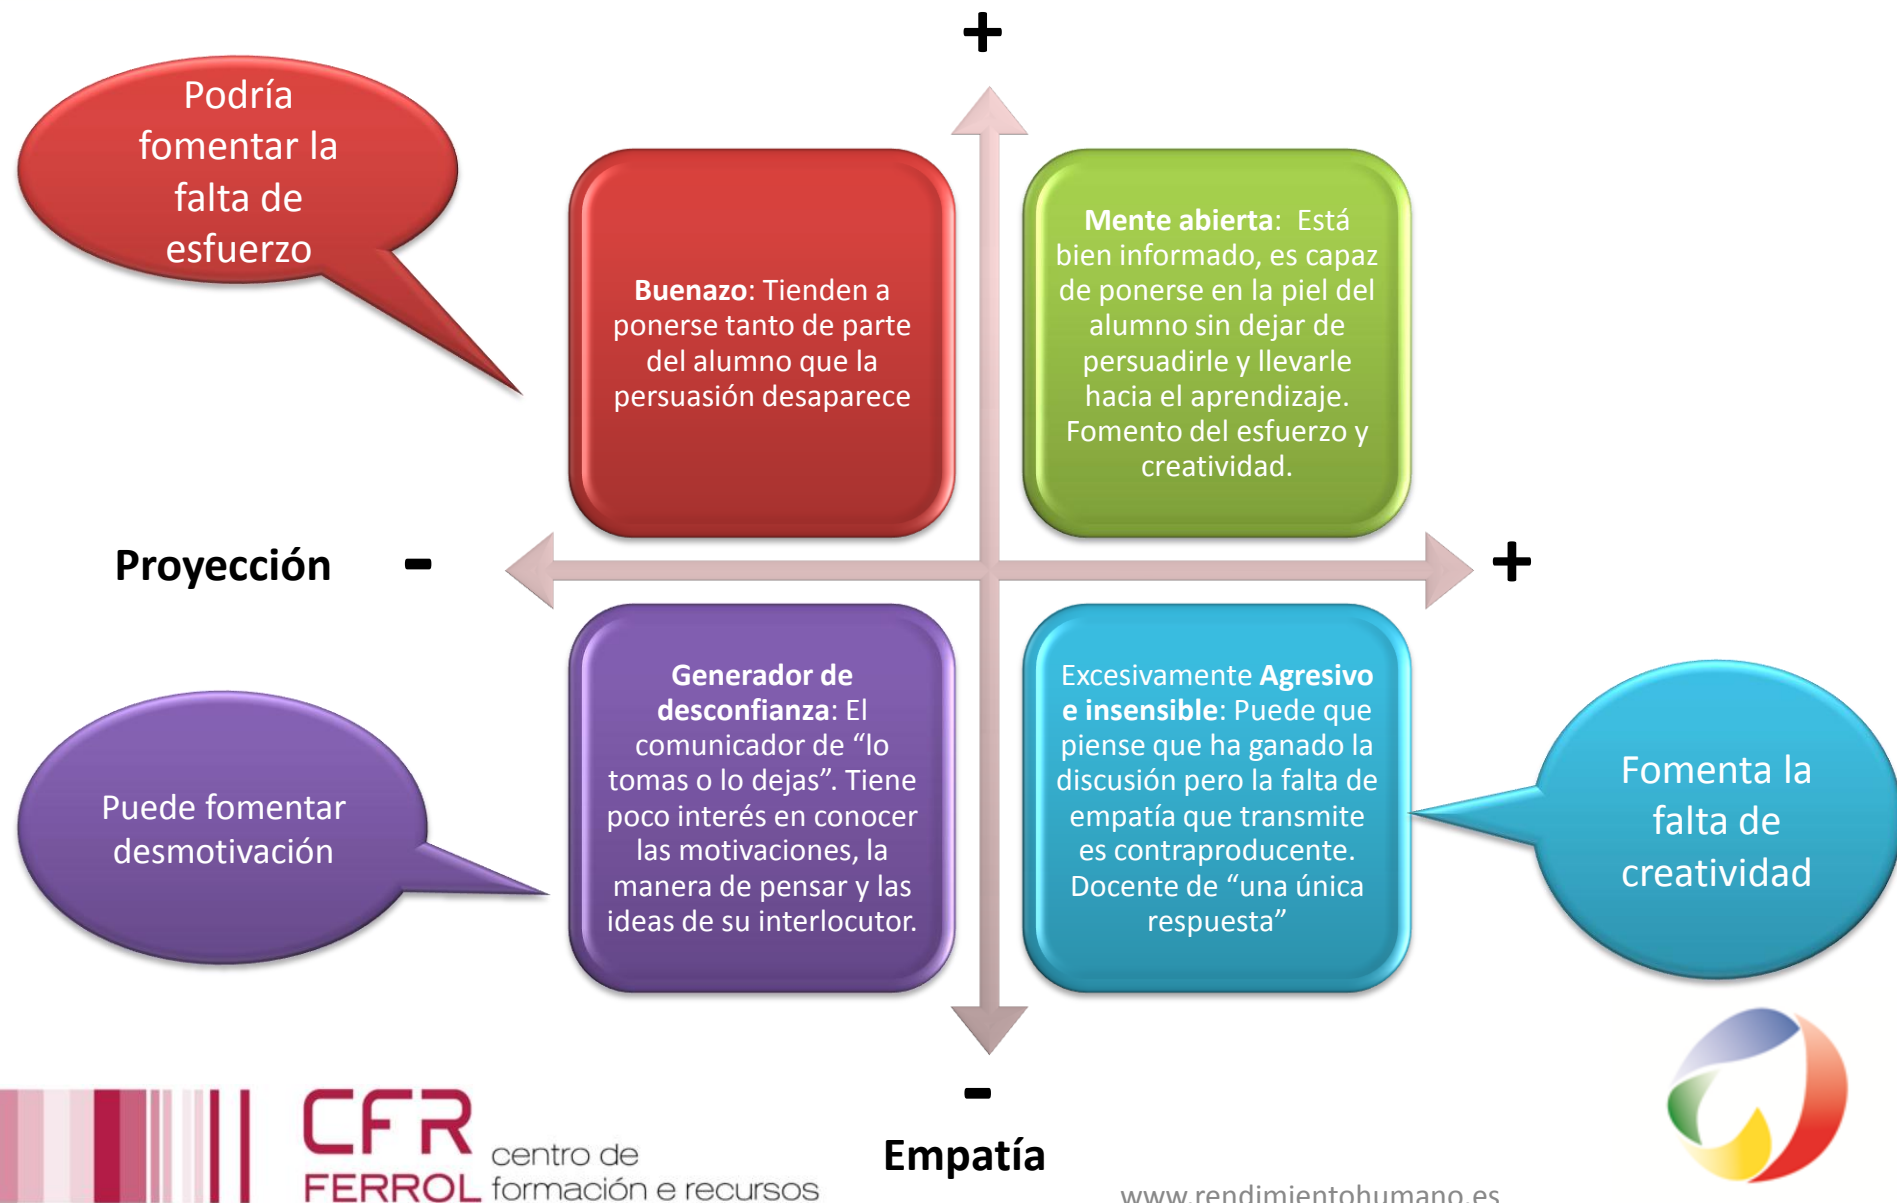 +
Podría
fomentar la
falta de
esfuerzo
Buenazo: Tienden a
ponerse tanto de parte
del alumno que la
persuasión desaparece
Mente abierta: Está
bien informado, es capaz
de ponerse en la piel del
alumno sin dejar de
persuadirle y llevarle
hacia el aprendizaje.
Fomento del esfuerzo y
creatividad.
Proyección -
+
Puede fomentar
desmotivación
Generador de
desconfianza: El
comunicador de “lo
tomas o lo dejas”. Tiene
poco interés en conocer
las motivaciones, la
manera de pensar y las
ideas de su interlocutor.
Excesivamente Agresivo
e insensible: Puede que
piense que ha ganado la
discusión pero la falta de
empatía que transmite
es contraproducente.
Docente de “una única
respuesta”
Fomenta la
falta de
creatividad
-
Empatía
CFR
FERROL
centro de
formación e recursos
www.rendimientohumano.es